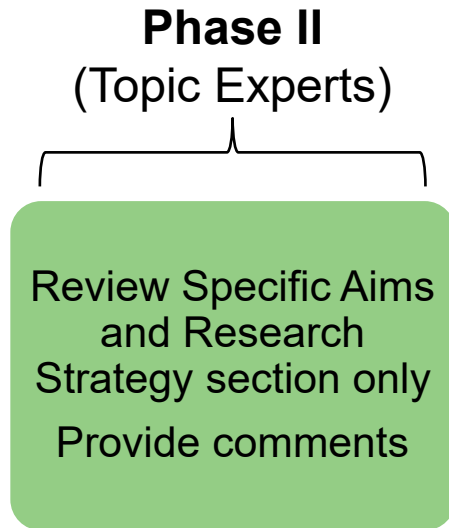 Phase II
(Topic Experts)
Review Specific Aims
and Research
Strategy section only
Provide comments